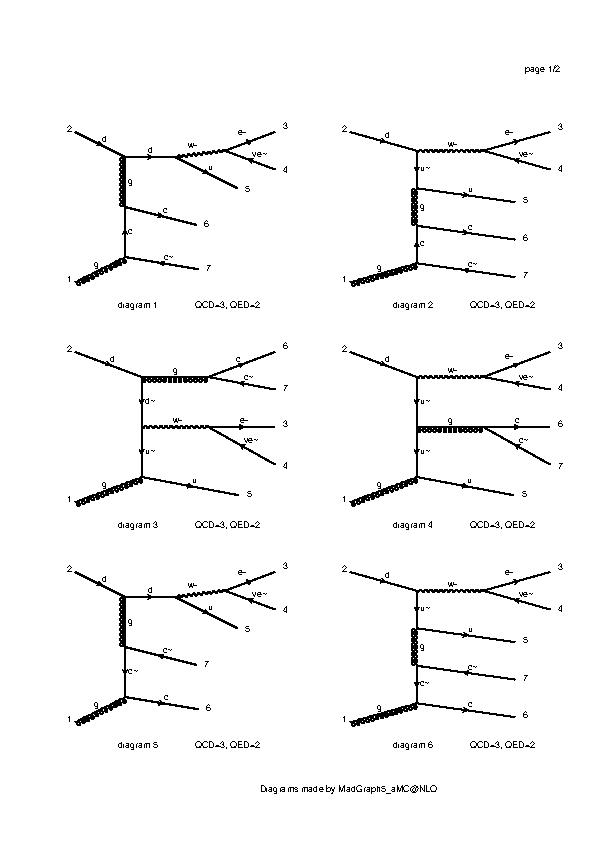 page 1/2
2 d d w- e- 3
ve~ 4
u 5
g
c 6
c
g c~ 7
1
diagram 1 QCD=3, QED=2
2 d w- e- 3
ve~ 4
u~
u 5
g
c 6
c
g c~ 7
1
diagram 2 QCD=3, QED=2
2 d g c 6
c~ 7
d~
w- e- 3
ve~ 4
u~
g u 5
1
diagram 3 QCD=3, QED=2
2 d w- e- 3
ve~ 4
u~
g c 6
c~ 7
u~
g u 5
1
diagram 4 QCD=3, QED=2
2 d d w- e- 3
ve~ 4
u 5
g
c~ 7
c~
g c 6
1
diagram 5 QCD=3, QED=2
2 d w- e- 3
ve~ 4
u~
u 5
g
c~ 7
c~
g c 6
1
diagram 6 QCD=3, QED=2
Diagrams made by MadGraph5_aMC@NLO